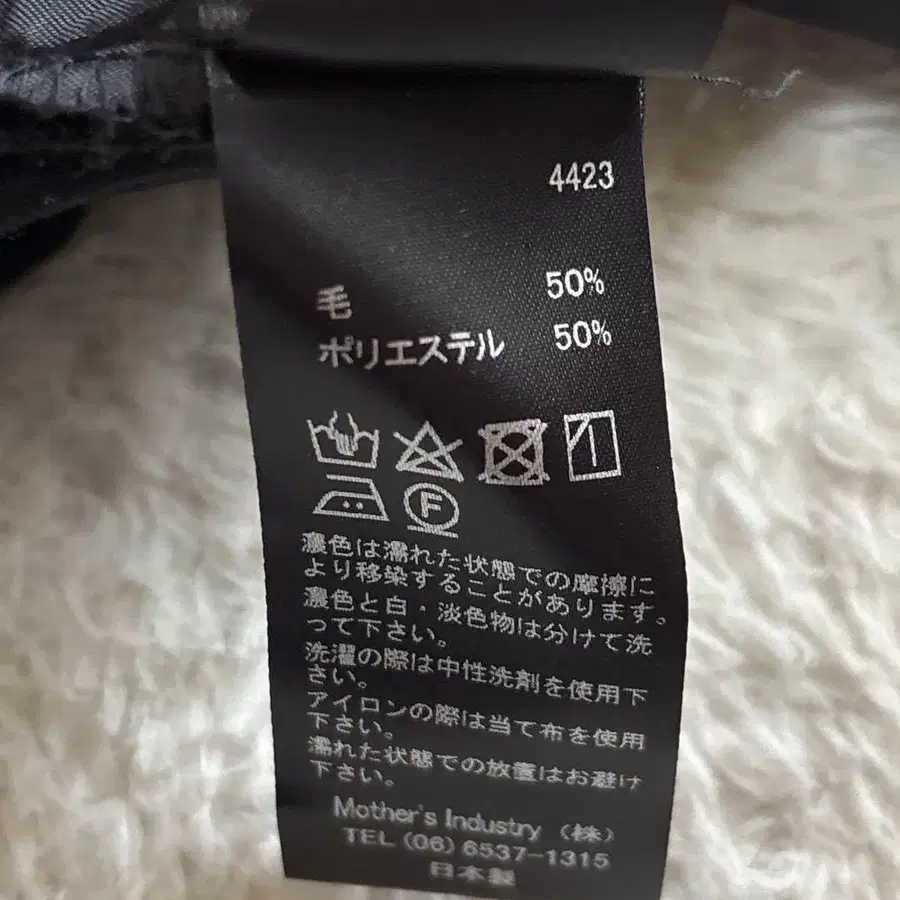 4423
毛 50%
ポリエステル 50%
F
濃色は濡れた状態での摩擦に
より移染することがあります。
濃色と白・淡色物は分けて洗
って下さい。
洗濯の際は中性洗剤を使用下
さい。
アイロンの際は当て布を使用
下さい。
濡れた状態での放置はお避け
下さい。
Mother's Industry (株)
TEL (06) 6537-1315
日本製